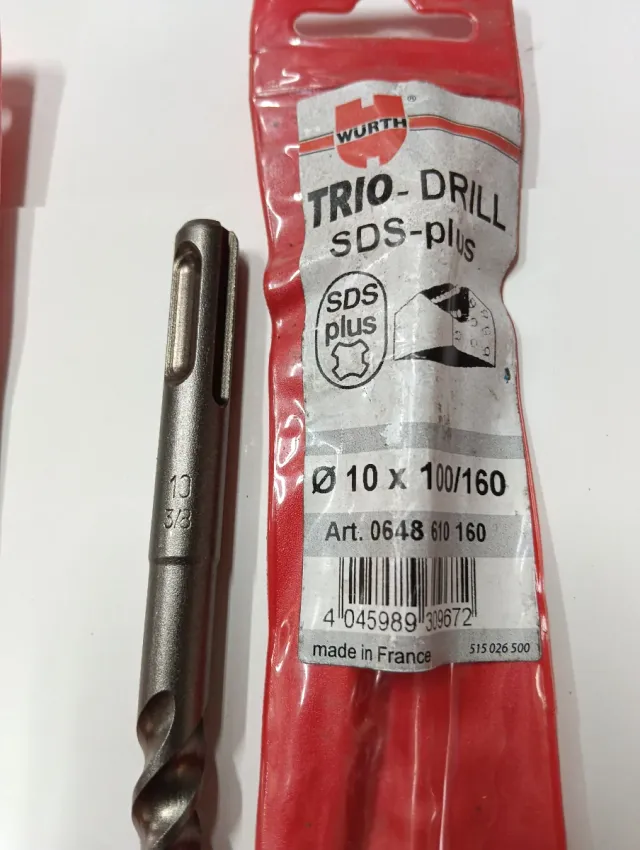 WURTH
®
TRIO-DRILL
SDS-plus
SDS
plus
Ø 10 x 100/160
Art. 0648 610 160
4 045989 309672
made in France
515 026 500
10
3/8